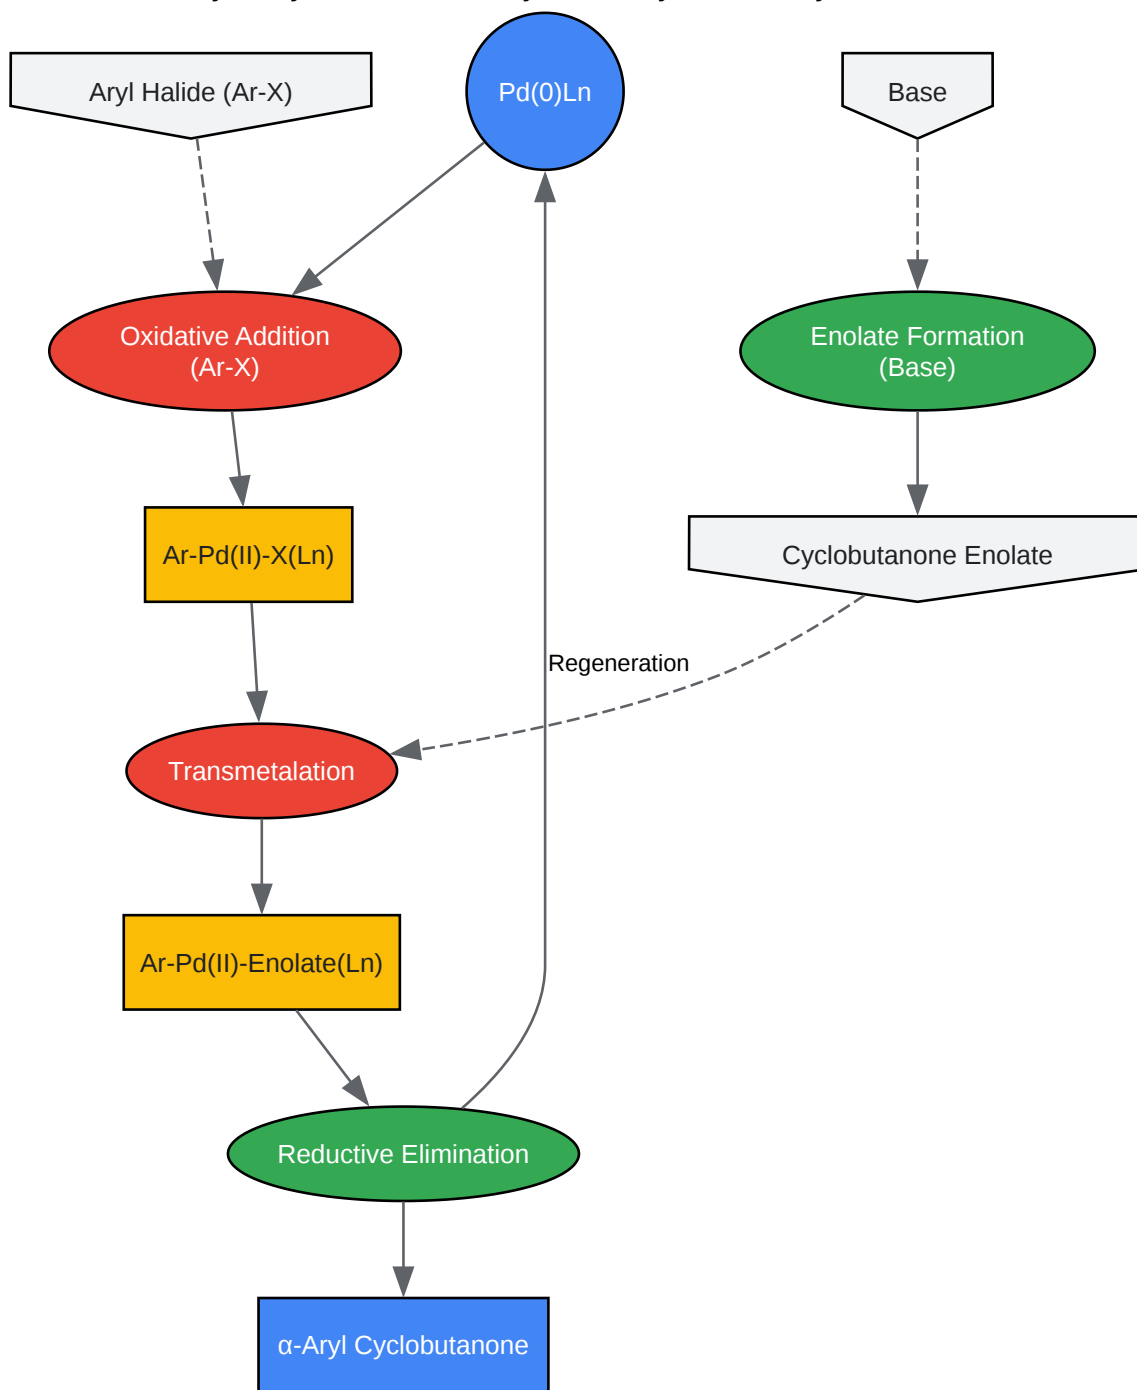 Aryl Halide (Ar-X)
Pd(0)Ln
Base
Oxidative Addition
(Ar-X)
Enolate Formation
(Base)
Ar-Pd(II)-X(Ln)
Cyclobutanone Enolate
Regeneration
Transmetalation
Ar-Pd(II)-Enolate(Ln)
Reductive Elimination
α-Aryl Cyclobutanone